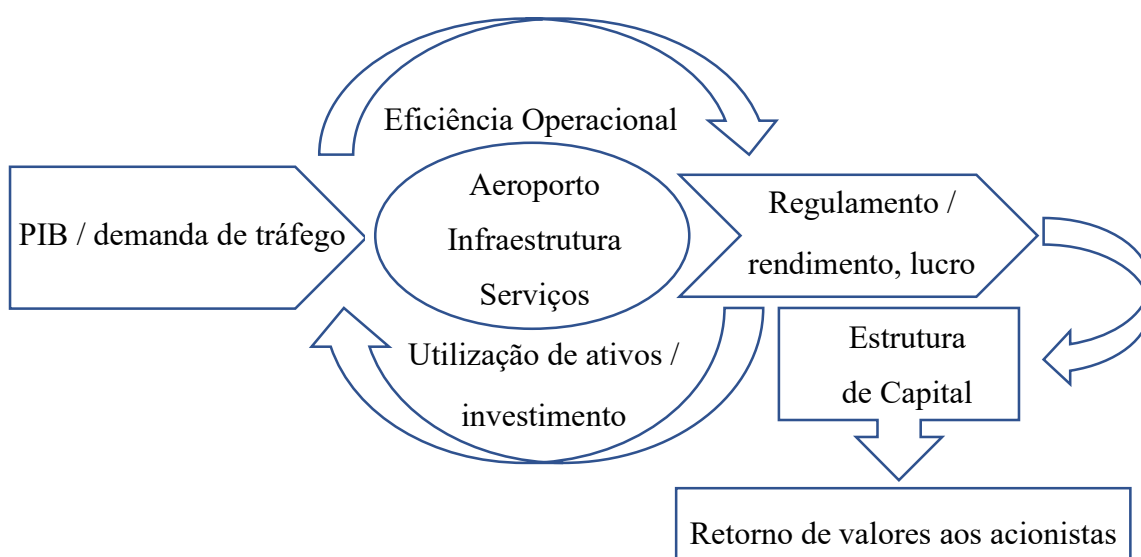 Eficiência Operacional
PIB / demanda de tráfego
Aeroporto
Infraestrutura
Serviços
Regulamento /
rendimento, lucro
Utilização de ativos /
investimento
Estrutura
de Capital
Retorno de valores aos acionistas